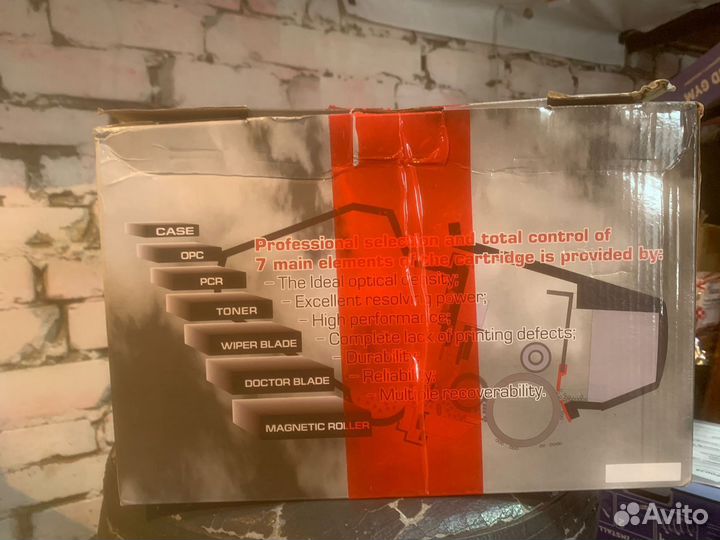 CASE
OPC
PCR
TONER
WIPER BLADE
DOCTOR BLADE
MAGNETIC ROLLER
Professional selection and total control of
7 main elements of the cartridge is provided by:
– The Ideal optical density;
– Excellent resolving power;
– High performance;
– Complete lack of printing defects;
– Durability;
– Reliability;
– Multiple recoverability.
GYM
INSTALL
Avito